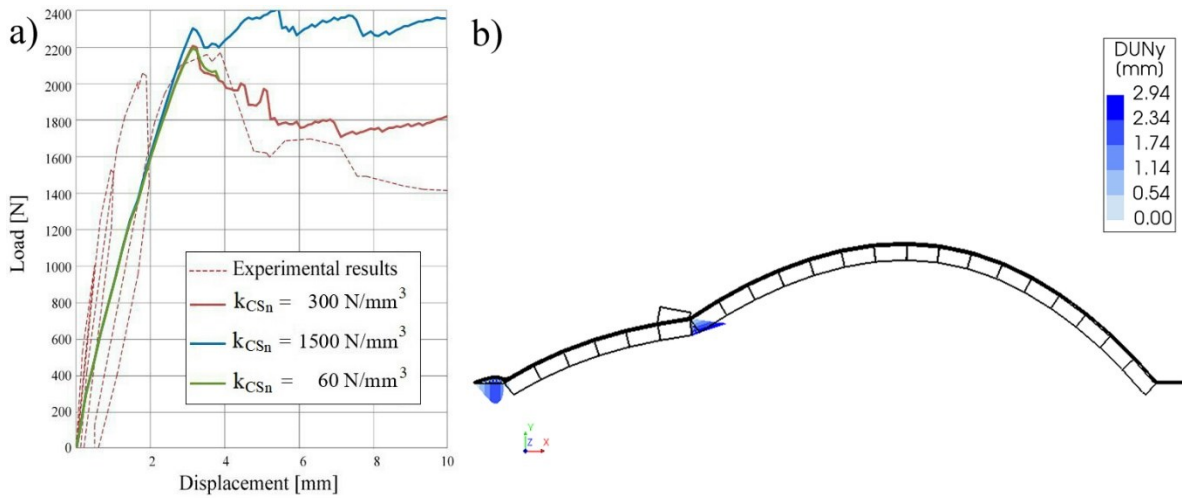 a)
Load [N]
2400
2200
2000
1800
1600
1400
1200
1000
800
600
400
200
0
2
4
6
8
10
Displacement [mm]
Experimental results
kCSn = 300 N/mm³
kCSn = 1500 N/mm³
kCSn = 60 N/mm³
b)
DUNy
(mm)
2.94
2.34
1.74
1.14
0.54
0.00
Y
Z
X